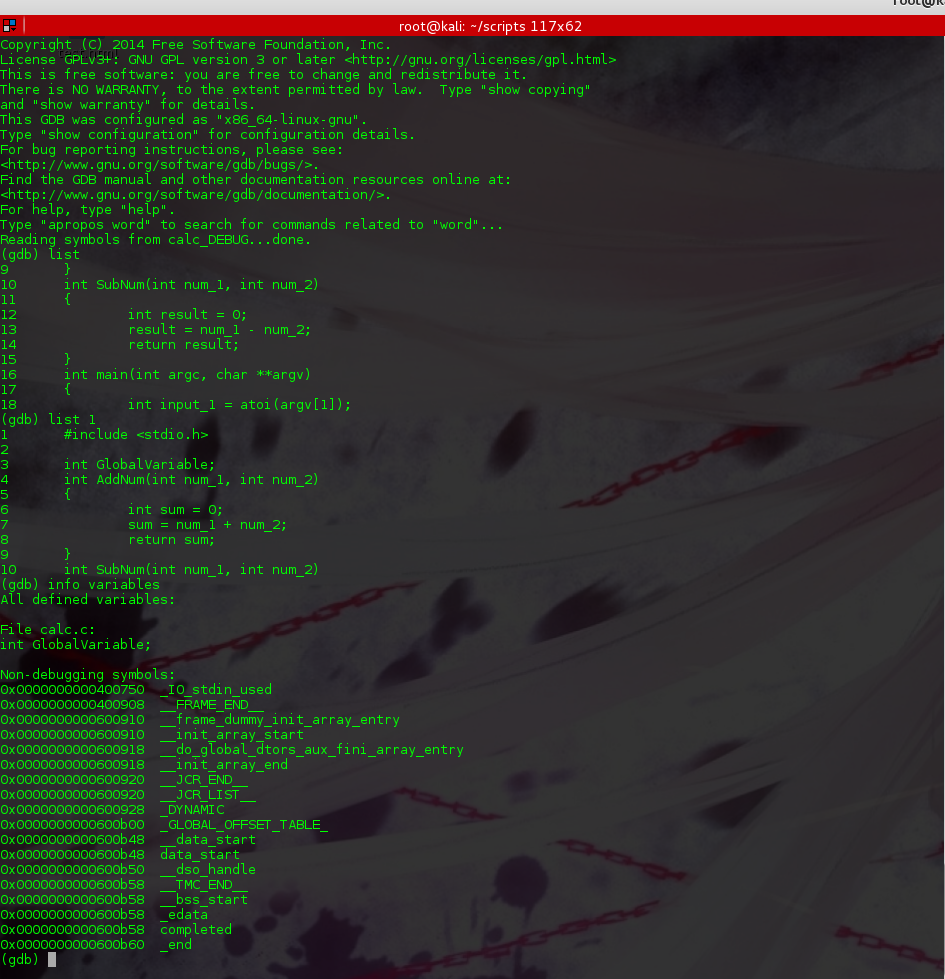 root@k
root@kali: ~/scripts 117x62
Copyright (C) 2014 Free Software Foundation, Inc.
License GPLv3+: GNU GPL version 3 or later <http://gnu.org/licenses/gpl.html>
This is free software: you are free to change and redistribute it.
There is NO WARRANTY, to the extent permitted by law.  Type "show copying"
and "show warranty" for details.
This GDB was configured as "x86_64-linux-gnu".
Type "show configuration" for configuration details.
For bug reporting instructions, please see:
<http://www.gnu.org/software/gdb/bugs/>.
Find the GDB manual and other documentation resources online at:
<http://www.gnu.org/software/gdb/documentation/>.
For help, type "help".
Type "apropos word" to search for commands related to "word"...
Reading symbols from calc_DEBUG...done.
(gdb) list
9       }
10      int SubNum(int num_1, int num_2)
11      {
12              int result = 0;
13              result = num_1 - num_2;
14              return result;
15      }
16      int main(int argc, char **argv)
17      {
18              int input_1 = atoi(argv[1]);
(gdb) list 1
1       #include <stdio.h>
2
3       int GlobalVariable;
4       int AddNum(int num_1, int num_2)
5       {
6               int sum = 0;
7               sum = num_1 + num_2;
8               return sum;
9       }
10      int SubNum(int num_1, int num_2)
(gdb) info variables
All defined variables:
File calc.c:
int GlobalVariable;
Non-debugging symbols:
0x0000000000400750  _IO_stdin_used
0x0000000000400908  __FRAME_END__
0x0000000000600910  __frame_dummy_init_array_entry
0x0000000000600910  __init_array_start
0x0000000000600918  __do_global_dtors_aux_fini_array_entry
0x0000000000600918  __init_array_end
0x0000000000600920  __JCR_END__
0x0000000000600920  __JCR_LIST__
0x0000000000600928  _DYNAMIC
0x0000000000600b00  _GLOBAL_OFFSET_TABLE_
0x0000000000600b48  __data_start
0x0000000000600b48  data_start
0x0000000000600b50  __dso_handle
0x0000000000600b58  __TMC_END__
0x0000000000600b58  __bss_start
0x0000000000600b58  _edata
0x0000000000600b58  completed
0x0000000000600b60  _end
(gdb)